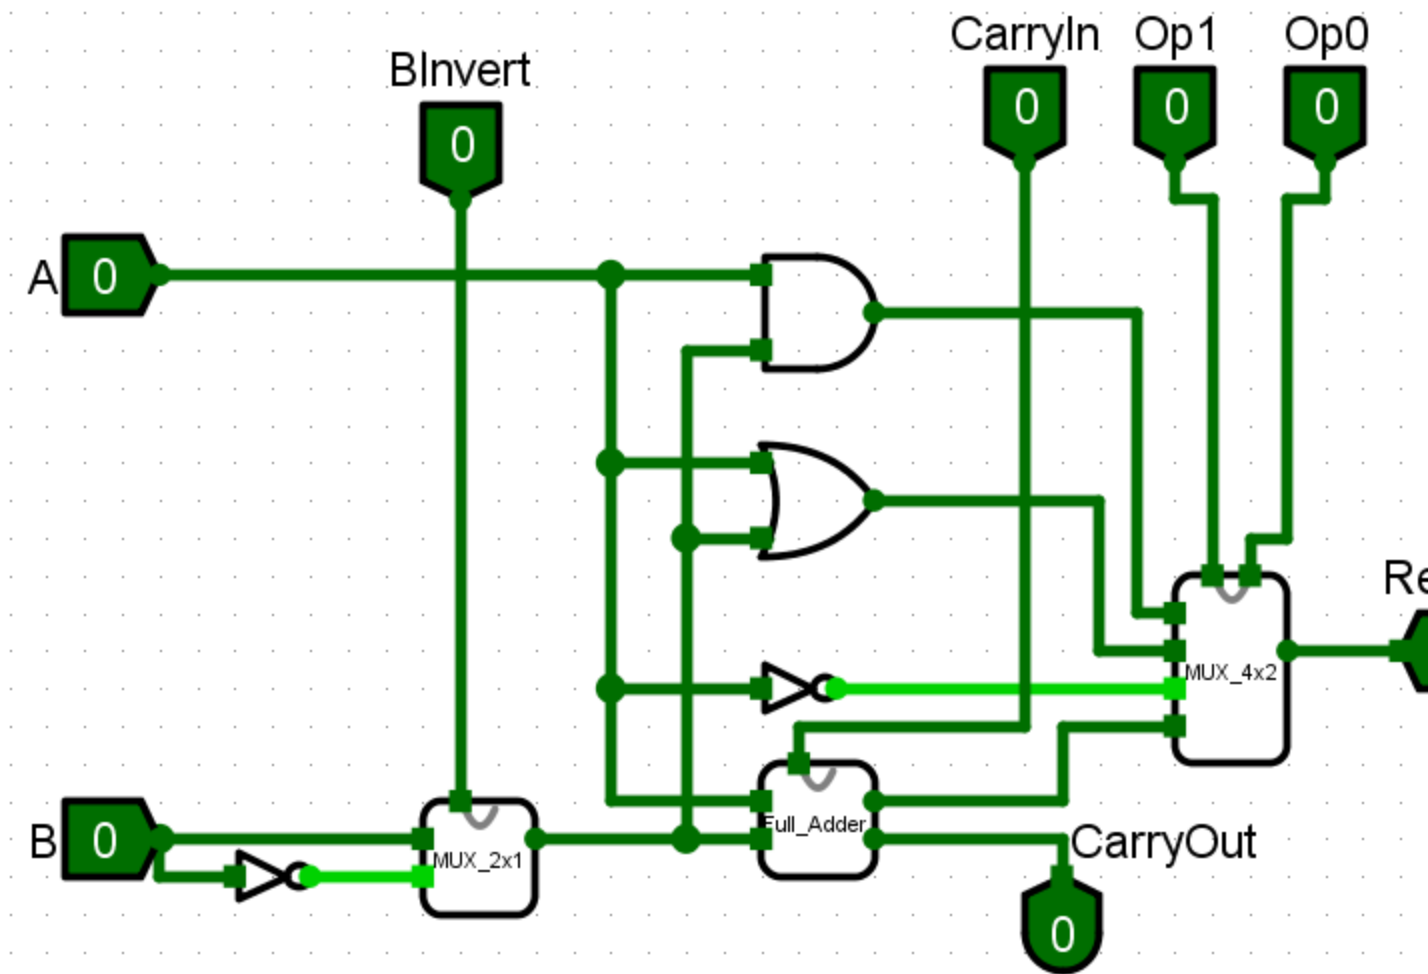 CarryIn Op1 Op0
BInvert
0 0 0
0
A 0
Re
MUX_4x2
B 0 MUX_2x1 Full_Adder CarryOut
0